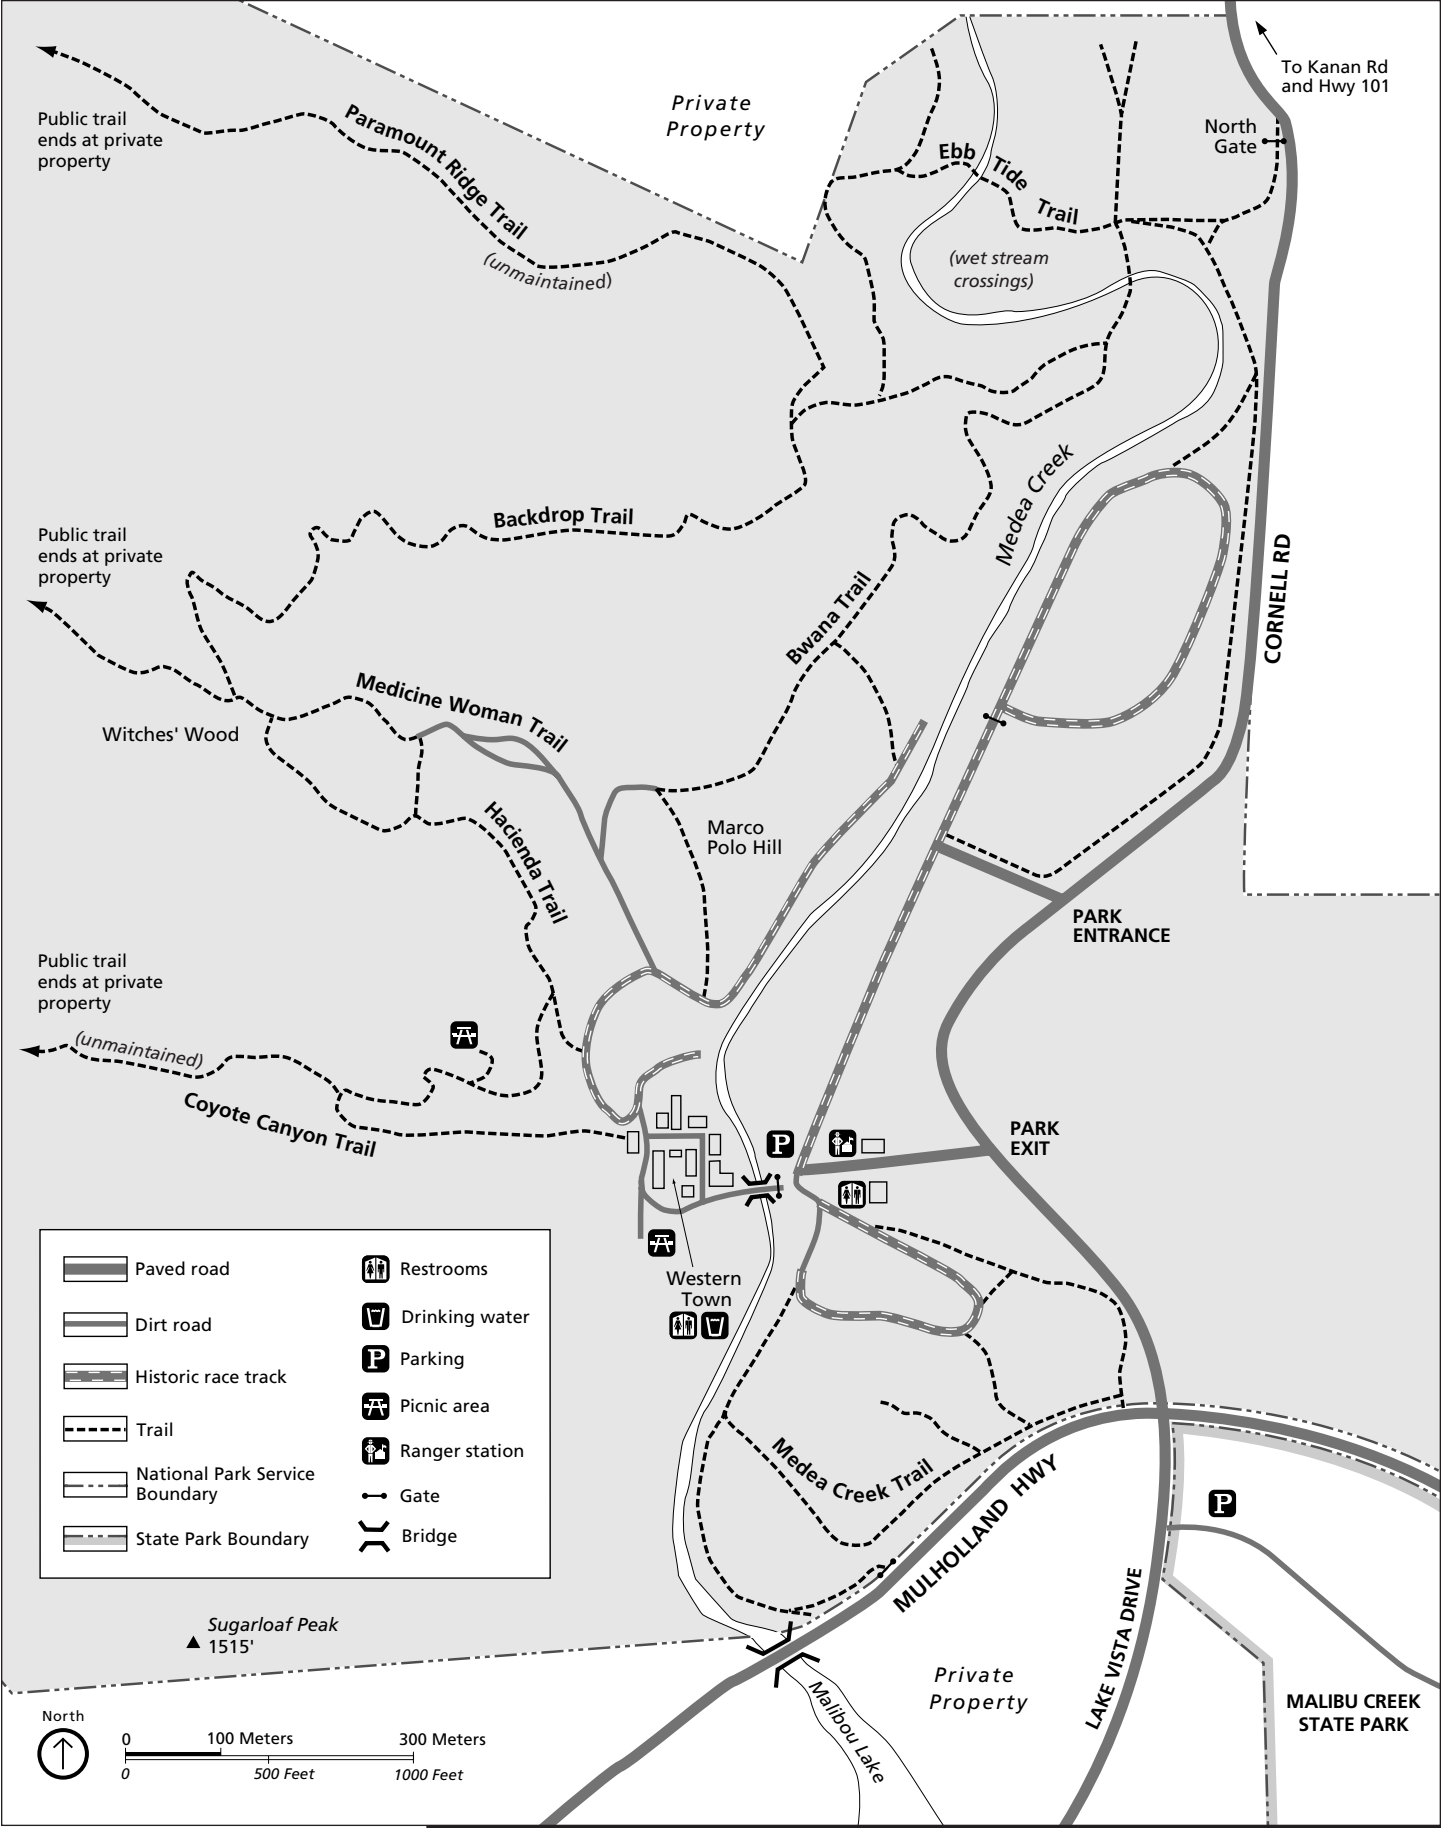 To Kanan Rd
and Hwy 101
Private
Property
Public trail
ends at private
property
Paramount Ridge Trail
(unmaintained)
North
Gate
Ebb Tide Trail
(wet stream
crossings)
Medea Creek
Backdrop Trail
Public trail
ends at private
property
Bwana Trail
CORNELL RD
Medicine Woman Trail
Witches' Wood
Hacienda Trail
Marco
Polo Hill
PARK
ENTRANCE
Public trail
ends at private
property
(unmaintained)
Coyote Canyon Trail
PARK
EXIT
P
Western
Town
Paved road
Dirt road
Historic race track
Trail
National Park Service
Boundary
State Park Boundary
Restrooms
Drinking water
P
Parking
Picnic area
Ranger station
Gate
Bridge
Medea Creek Trail
MULHOLLAND HWY
P
LAKE VISTA DRIVE
Sugarloaf Peak
1515'
Private
Property
Malibou Lake
MALIBU CREEK
STATE PARK
North
0 100 Meters 300 Meters
0 500 Feet 1000 Feet